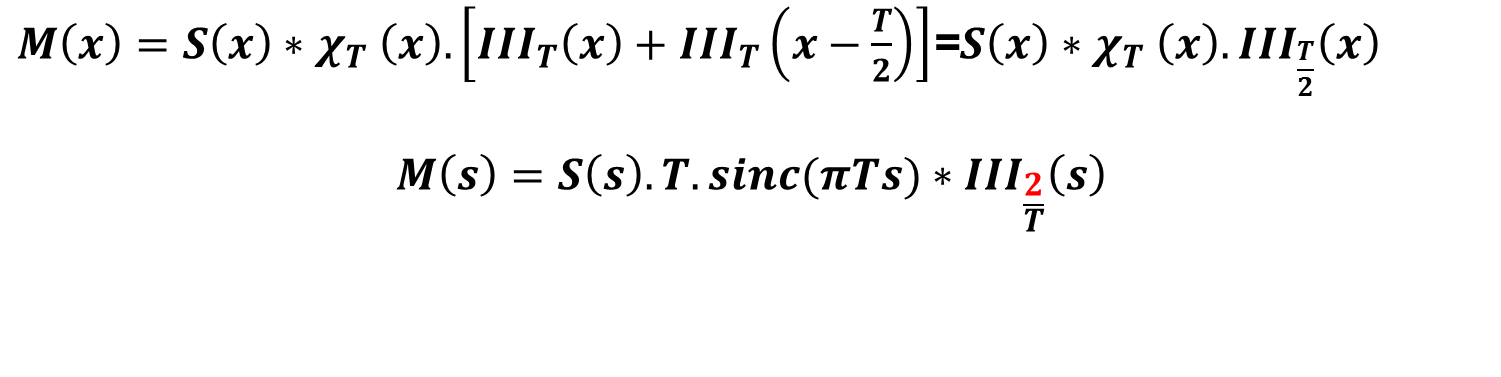 M(x) = S(x) ∗ χ_T (x). [III_T(x) + III_T (x − T/2)]=S(x) ∗ χ_T (x). III_{T/2}(x)
M(s) = S(s). T. sinc(πTs) ∗ III_{2/T}(s)